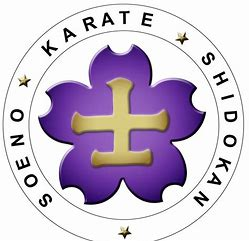 SOENO ★ KARATE ★ SHIDOKAN ★
士